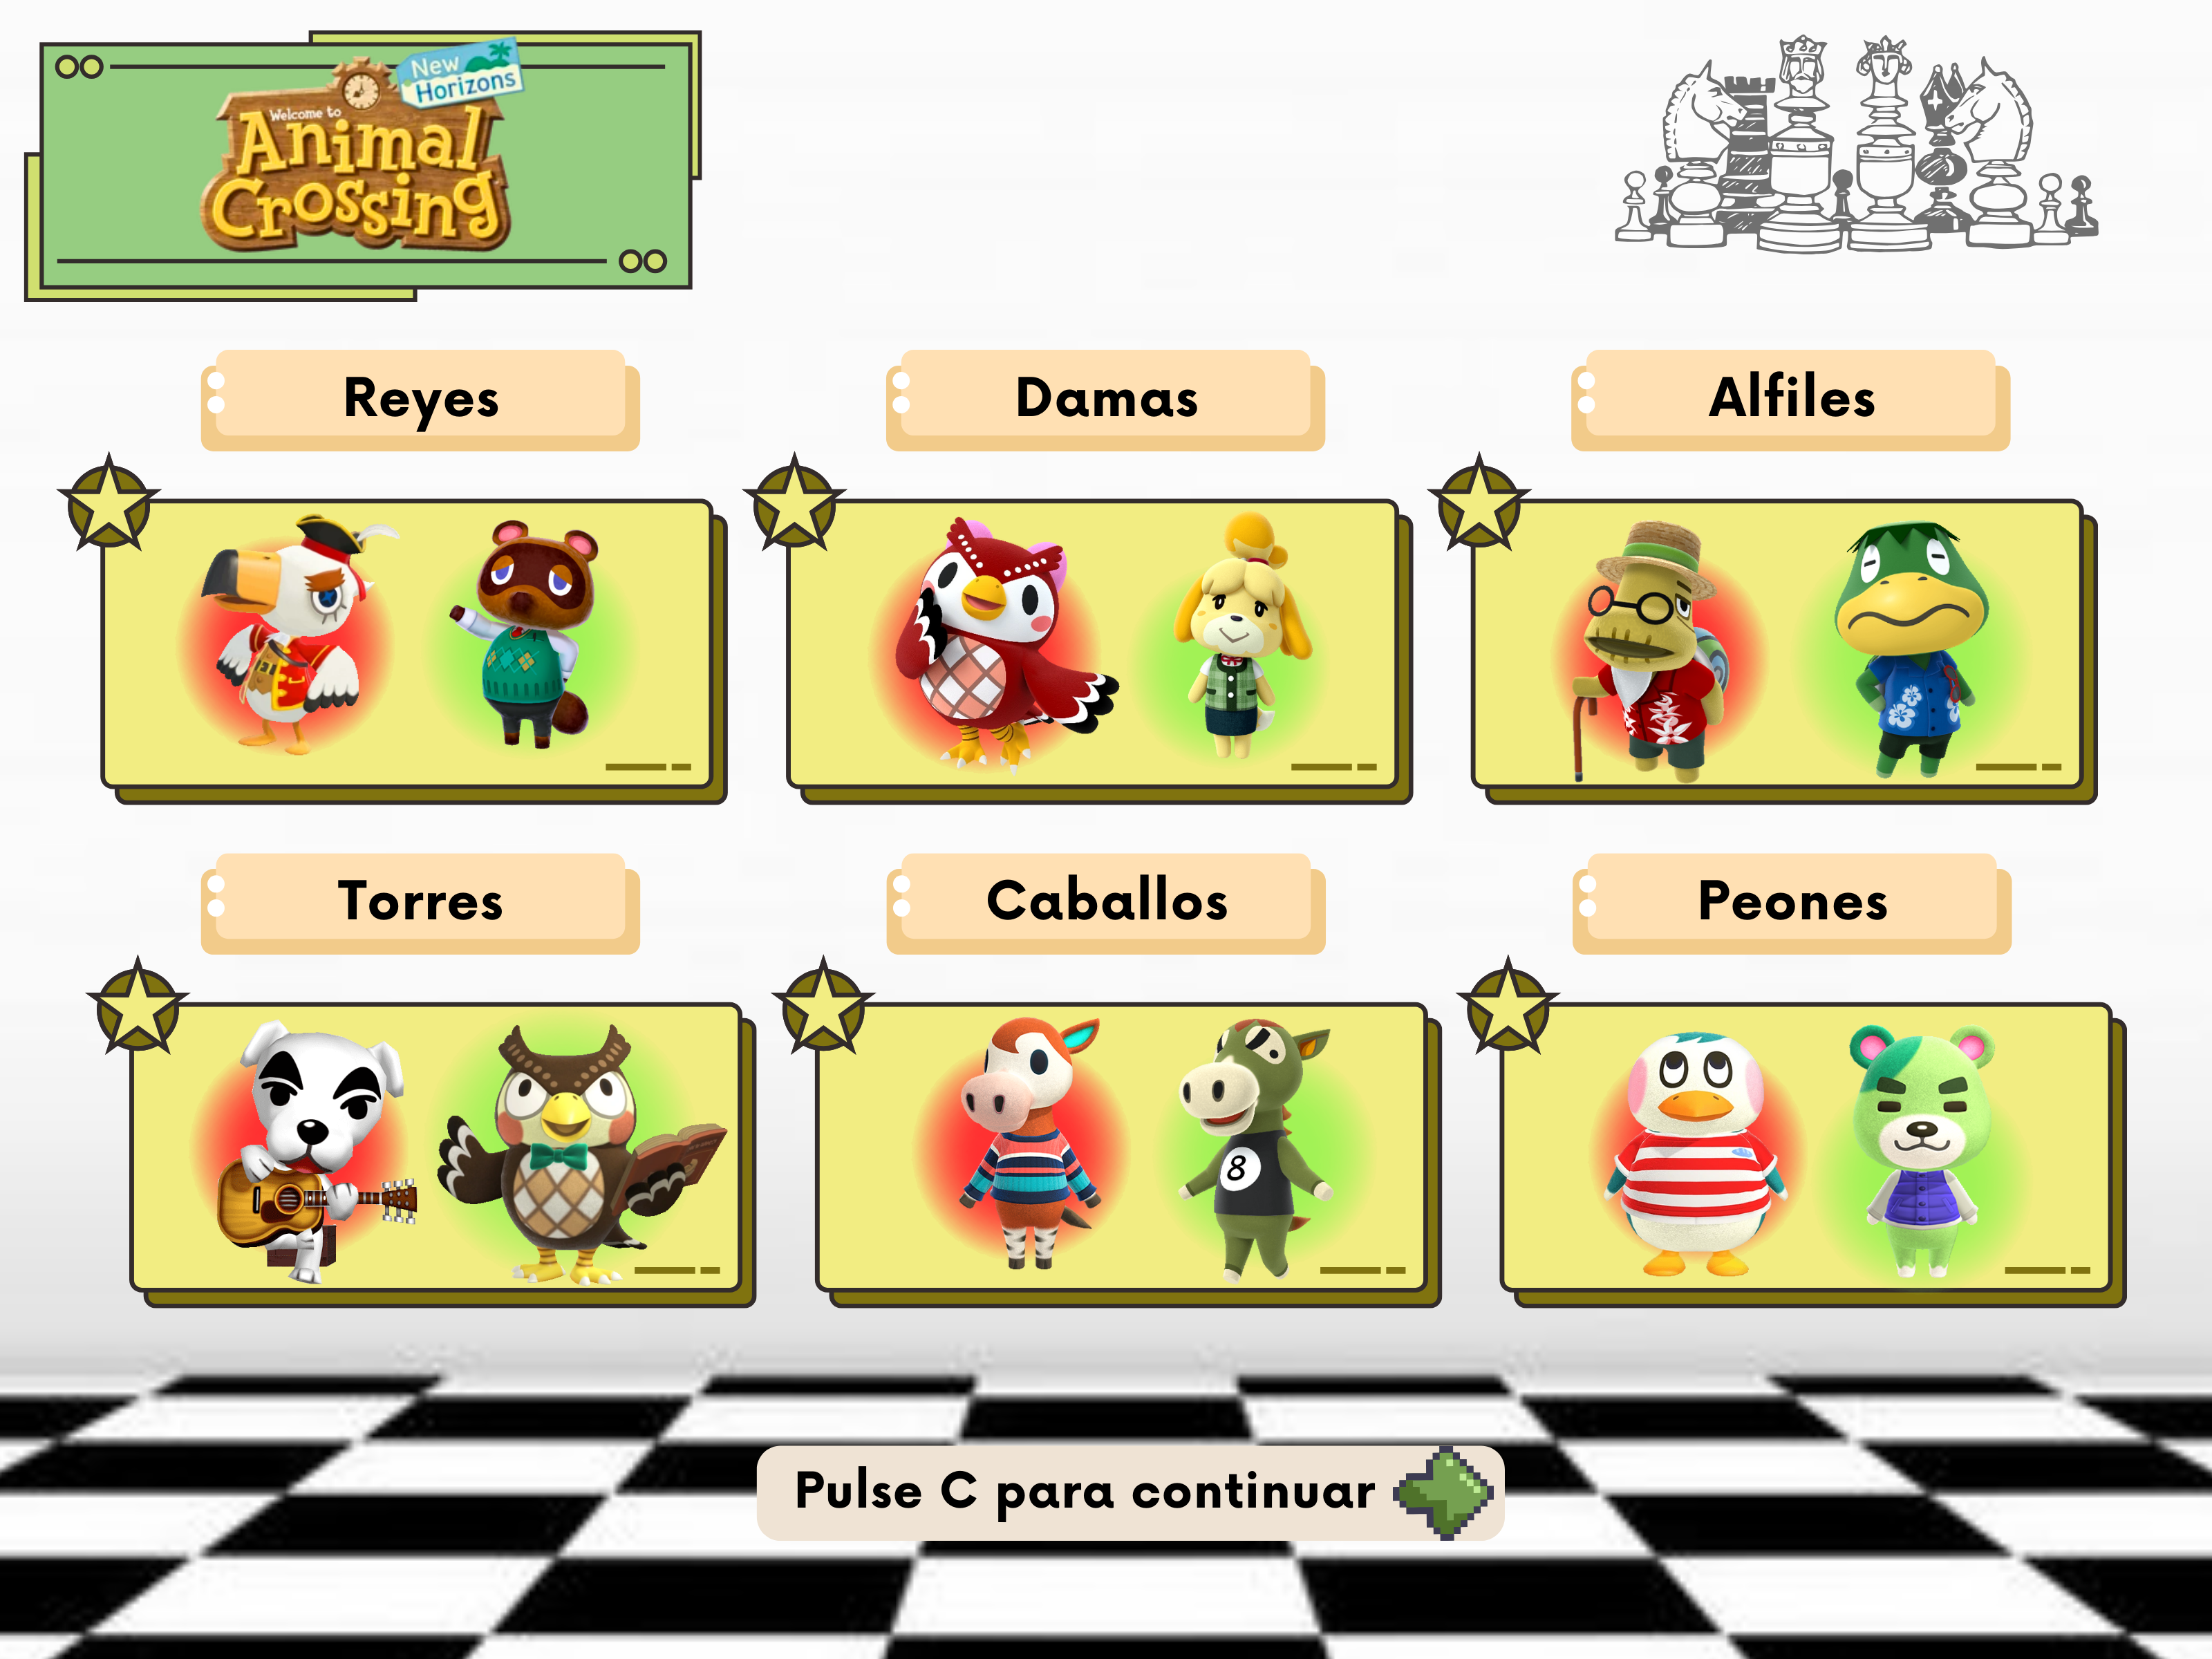 New
Horizons
Welcome to
Animal
Crossing
Reyes
Damas
Alfiles
Torres
Caballos
Peones
8
Pulse C para continuar